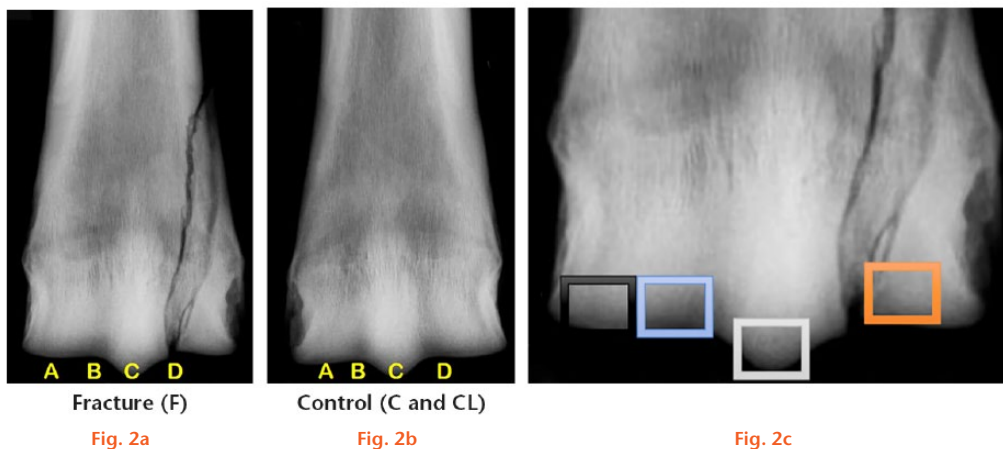 A B C D
A B C D
Fracture (F)
Control (C and CL)
Fig. 2a
Fig. 2b
Fig. 2c